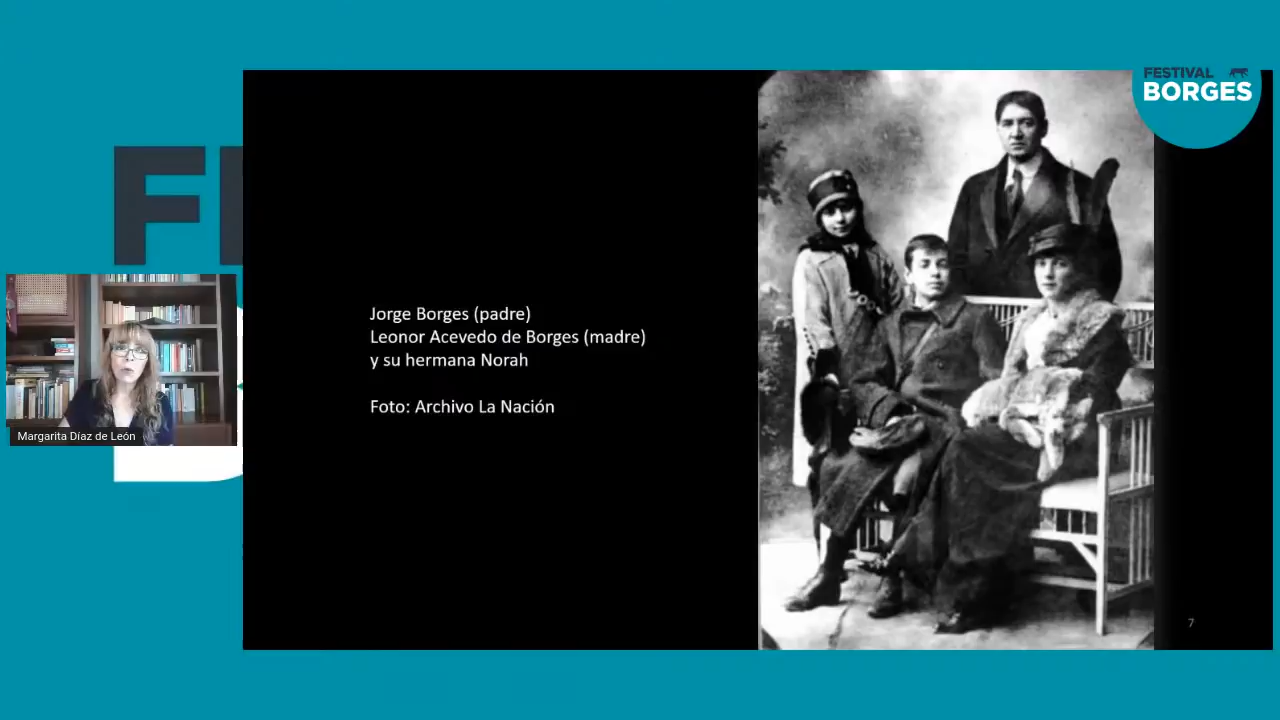 FESTIVAL
BORGES
Jorge Borges (padre)
Leonor Acevedo de Borges (madre)
y su hermana Norah
Foto: Archivo La Nación
Margarita Díaz de León
7